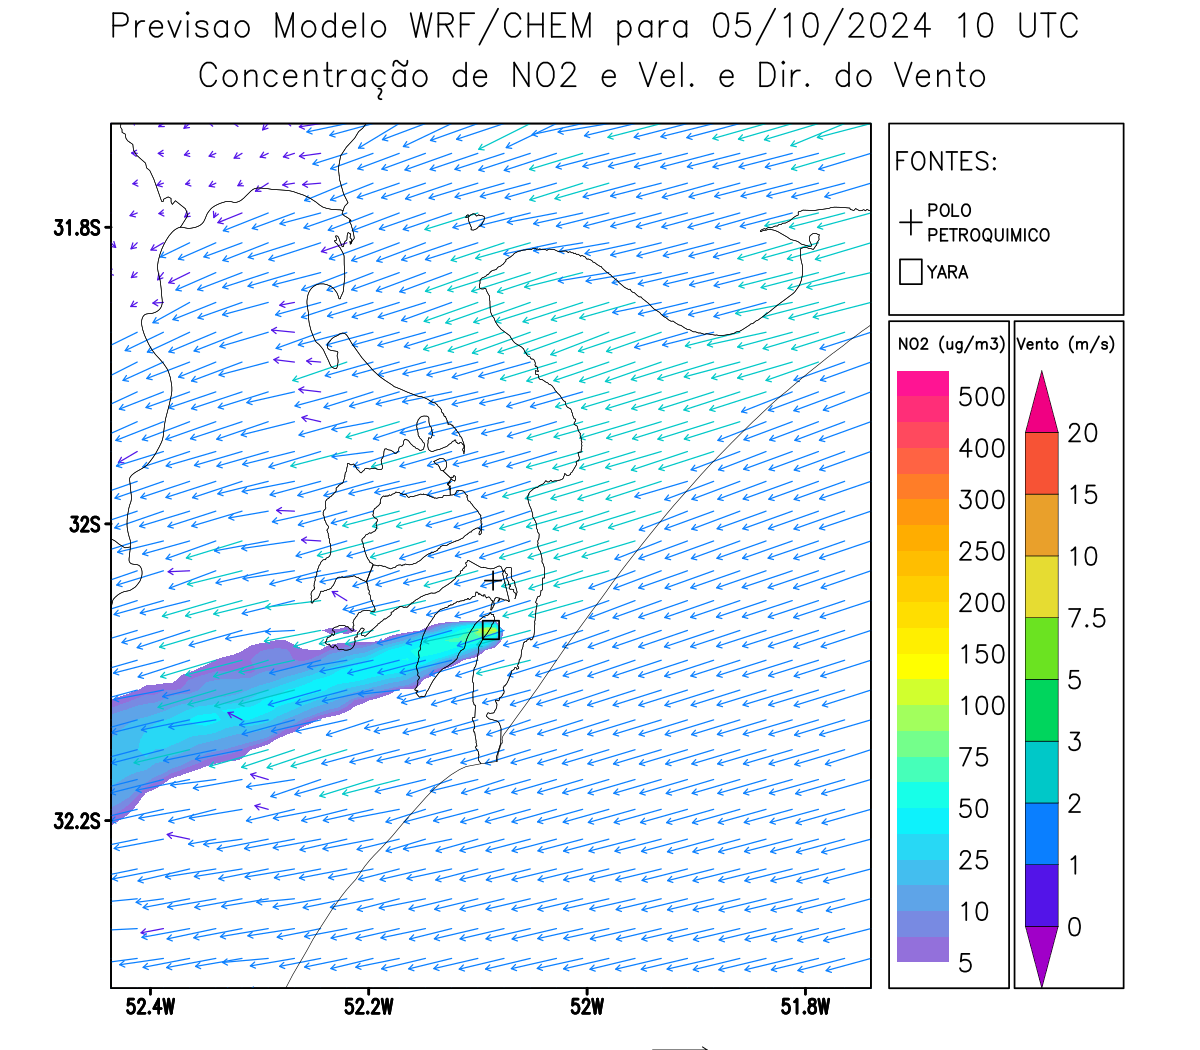 Previsao Modelo WRF/CHEM para 05/10/2024 10 UTC
Concentração de NO2 e Vel. e Dir. do Vento
FONTES:
POLO
PETROQUIMICO
YARA
NO2 (ug/m3)
500
400
300
250
200
150
100
75
50
25
10
5
Vento (m/s)
20
15
10
7.5
5
3
2
1
0
31.8S
32S
32.2S
52.4W
52.2W
52W
51.8W